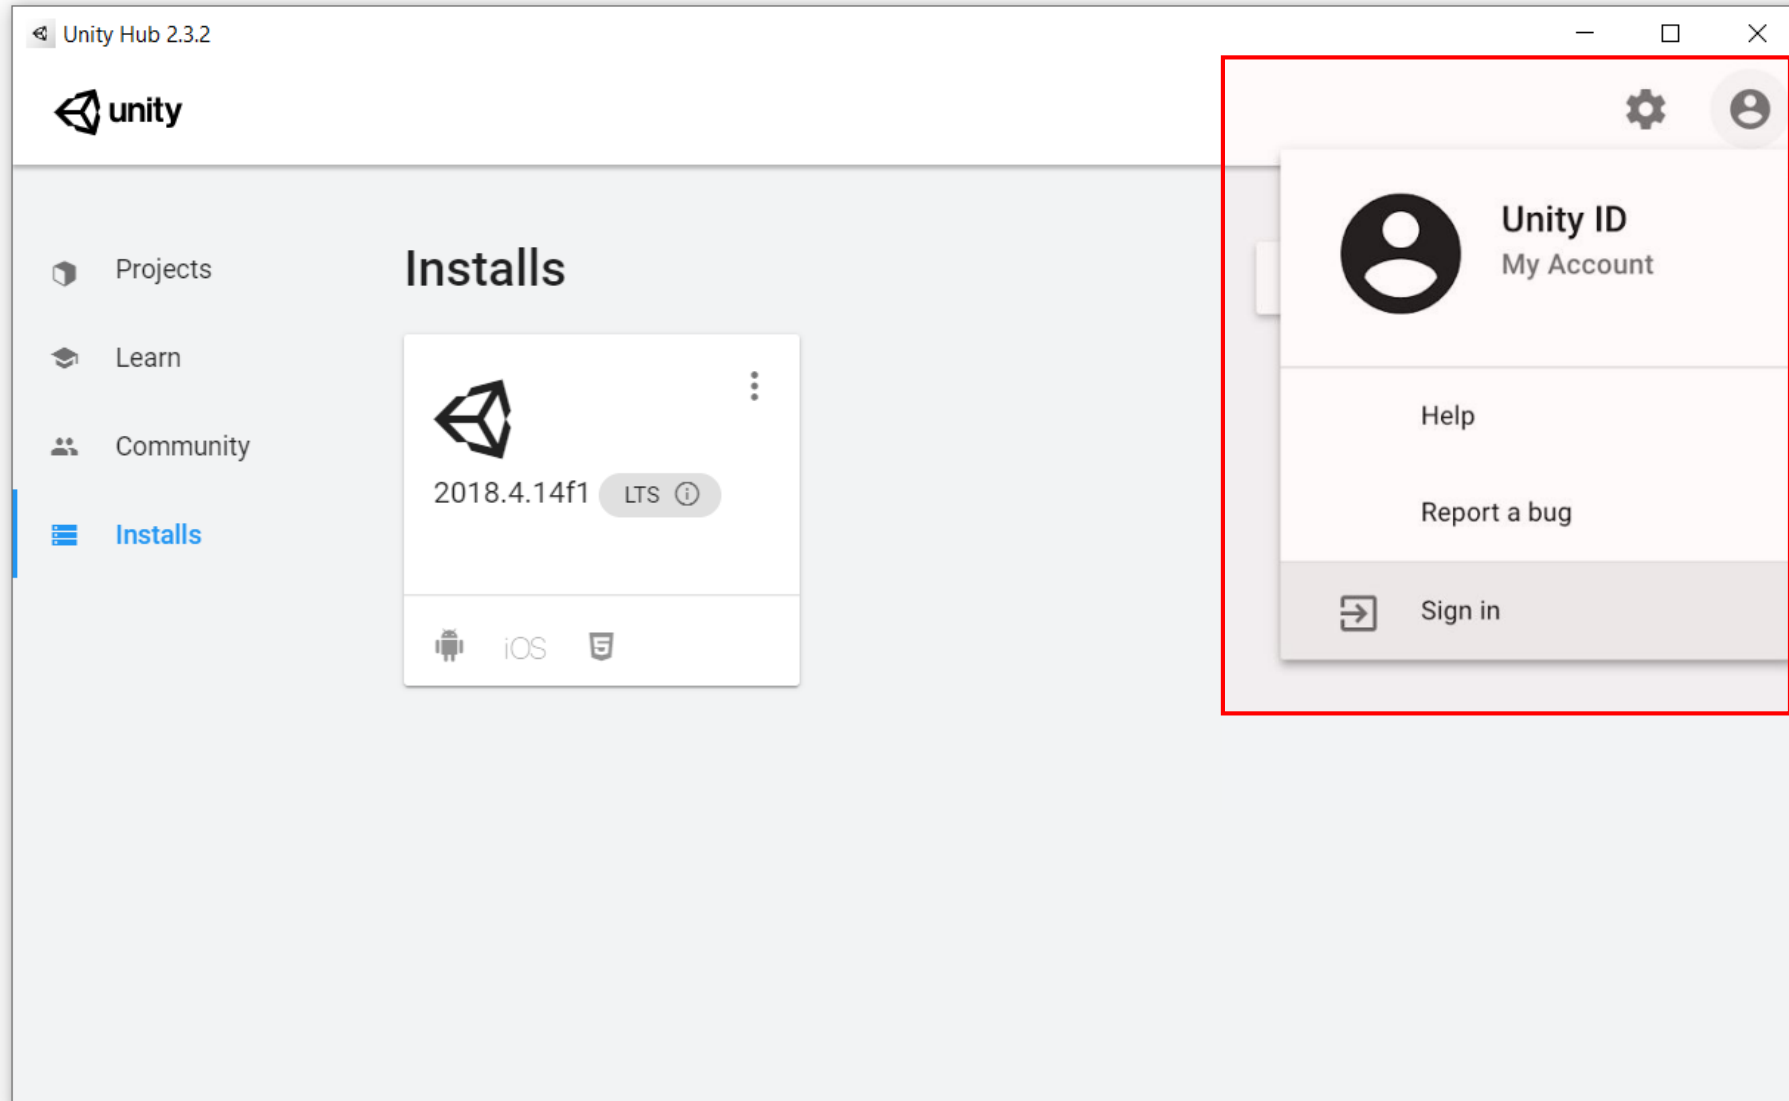 Unity Hub 2.3.2
unity
Projects
Learn
Community
Installs
Installs
2018.4.14f1 LTS
iOS
Unity ID
My Account
Help
Report a bug
Sign in